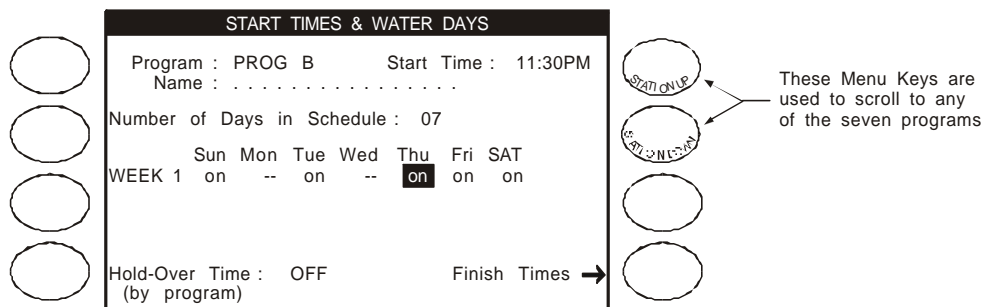 START TIMES & WATER DAYS
Program : PROG B Start Time : 11:30PM
Name : . . . . . . . . . . . . . . . .
Number of Days in Schedule : 07
Sun Mon Tue Wed Thu Fri SAT
WEEK 1 on -- on -- on on on
Hold-Over Time : OFF Finish Times →
(by program)
STATION UP
STATION DOWN
These Menu Keys are
used to scroll to any
of the seven programs